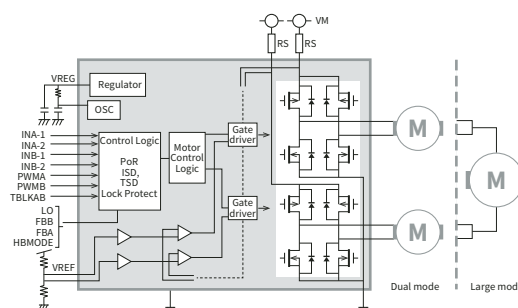 VM
RS RS
VREG
Regulator
OSC
INA-1
INA-2
INB-1
INB-2
PWMA
PWMB
TBLKAB
Control Logic
PoR
ISD,
TSD
Lock Protect
Motor
Control
Logic
Gate
driver
Gate
driver
LO
FBB
FBA
HBMODE
VREF
M
M
M
Dual mode
Large mod